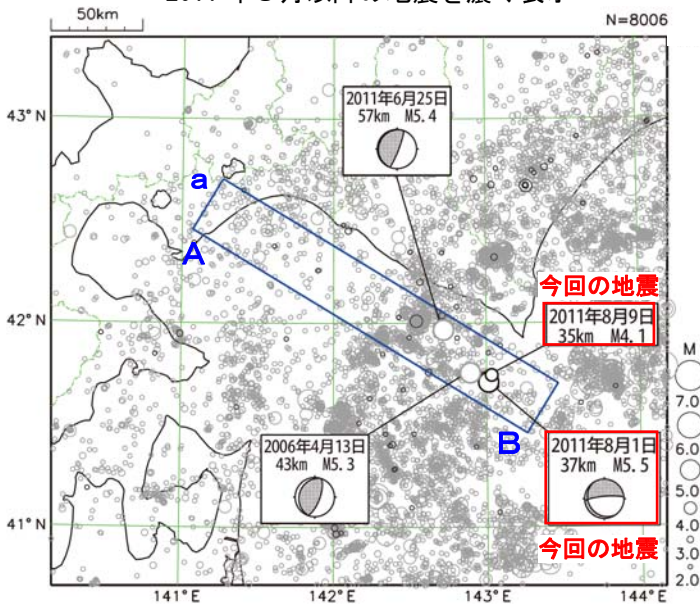 50km
N=8006
43°N
42°N
41°N
141°E
142°E
143°E
144°E
a
A
B
2011年6月25日
57km M5.4
今回の地震
2011年8月9日
35km M4.1
2006年4月13日
43km M5.3
2011年8月1日
37km M5.5
今回の地震
M
7.0
6.0
5.0
4.0
3.0
2.0